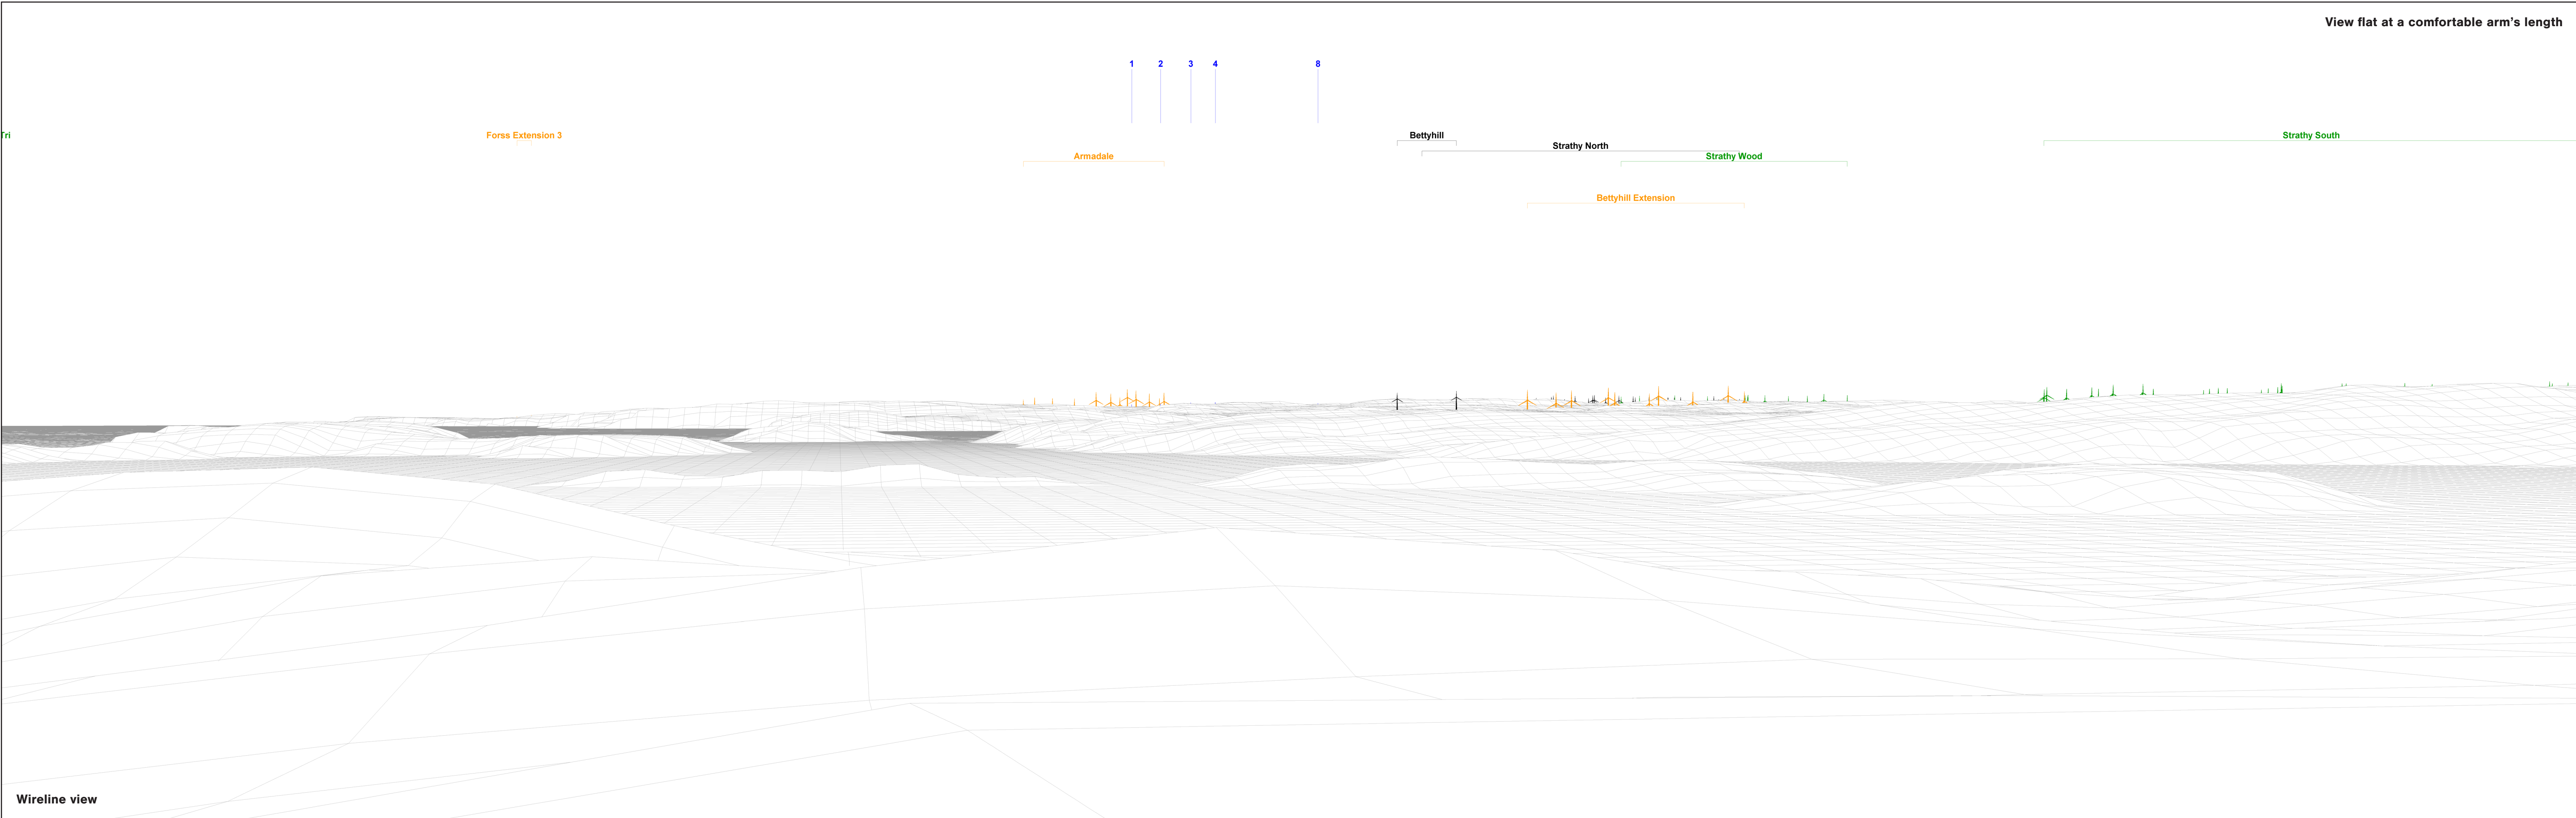 View flat at a comfortable arm's length
1 2 3 4 8
Tri
Forss Extension 3
Bettyhill
Strathy South
Strathy North
Armadale
Strathy Wood
Bettyhill Extension
Wireline view